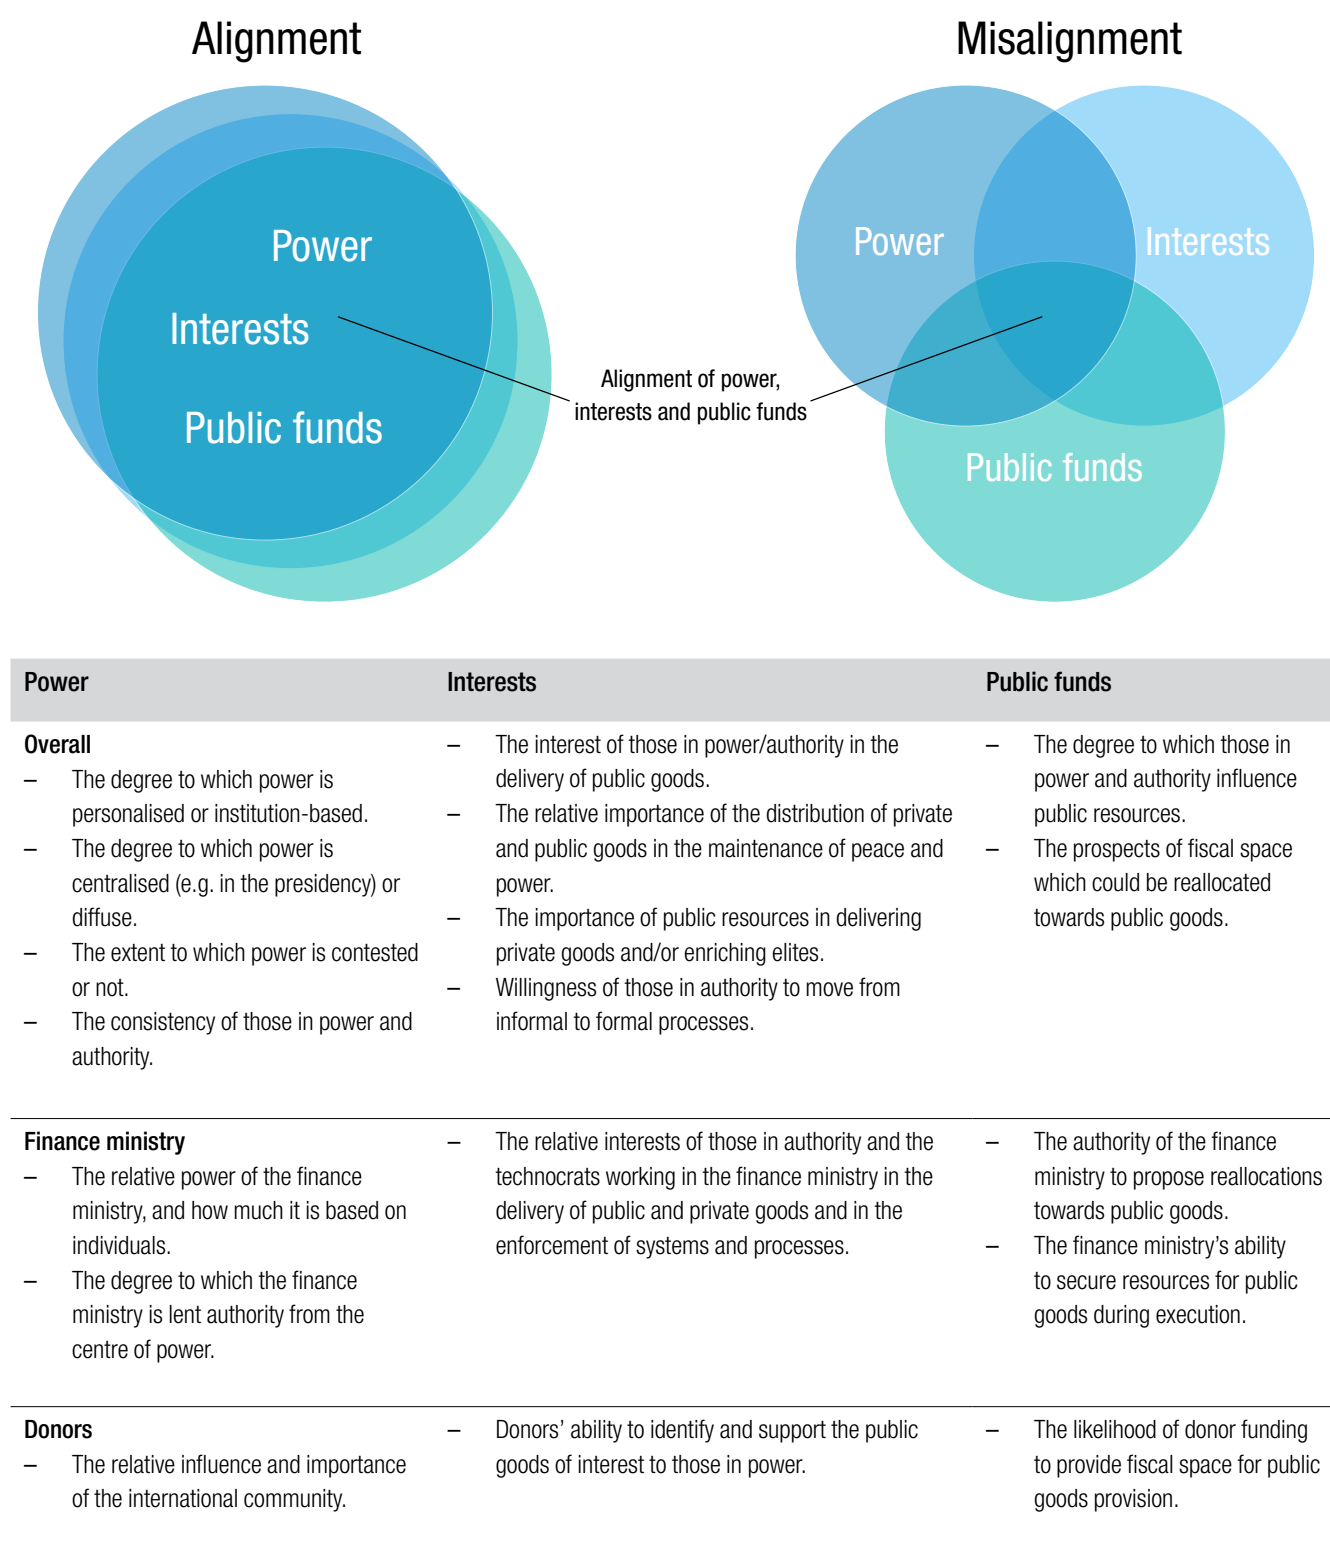 Alignment
Misalignment
Power
Interests
Public funds
Alignment of power,
interests and public funds
Power
Interests
Public funds
Power
Interests
Public funds
Overall
– The degree to which power is
personalised or institution-based.
– The degree to which power is
centralised (e.g. in the presidency) or
diffuse.
– The extent to which power is contested
or not.
– The consistency of those in power and
authority.
– The interest of those in power/authority in the
delivery of public goods.
– The relative importance of the distribution of private
and public goods in the maintenance of peace and
power.
– The importance of public resources in delivering
private goods and/or enriching elites.
– Willingness of those in authority to move from
informal to formal processes.
– The degree to which those in
power and authority influence
public resources.
– The prospects of fiscal space
which could be reallocated
towards public goods.
Finance ministry
– The relative power of the finance
ministry, and how much it is based on
individuals.
– The degree to which the finance
ministry is lent authority from the
centre of power.
– The relative interests of those in authority and the
technocrats working in the finance ministry in the
delivery of public and private goods and in the
enforcement of systems and processes.
– The authority of the finance
ministry to propose reallocations
towards public goods.
– The finance ministry's ability
to secure resources for public
goods during execution.
Donors
– The relative influence and importance
of the international community.
– Donors' ability to identify and support the public
goods of interest to those in power.
– The likelihood of donor funding
to provide fiscal space for public
goods provision.